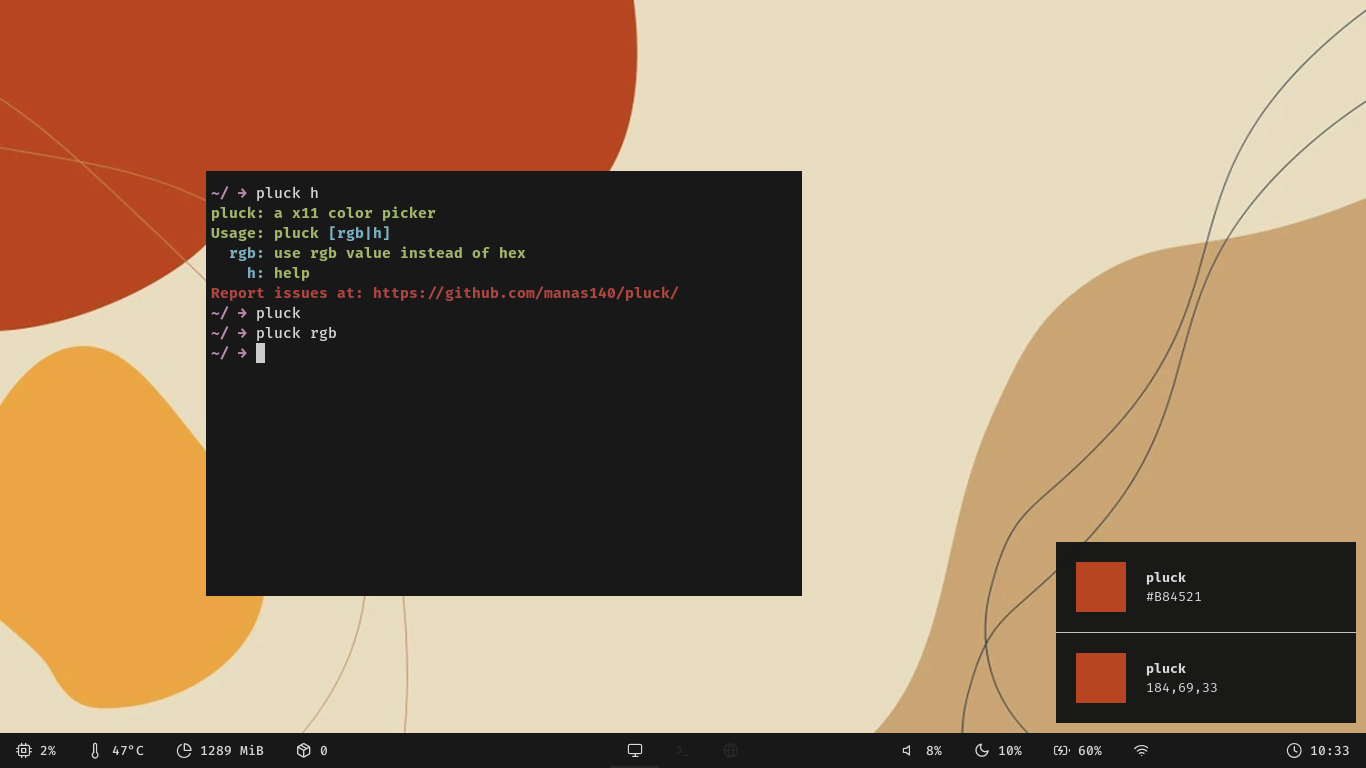 ~/ → pluck h
pluck: a x11 color picker
Usage: pluck [rgb|h]
rgb: use rgb value instead of hex
h: help
Report issues at: https://github.com/manas140/pluck/
~/ → pluck
~/ → pluck rgb
~/ →
pluck
#B84521
pluck
184,69,33
2% 47°C 1289 MiB 0 8% 10% 60% 10:33